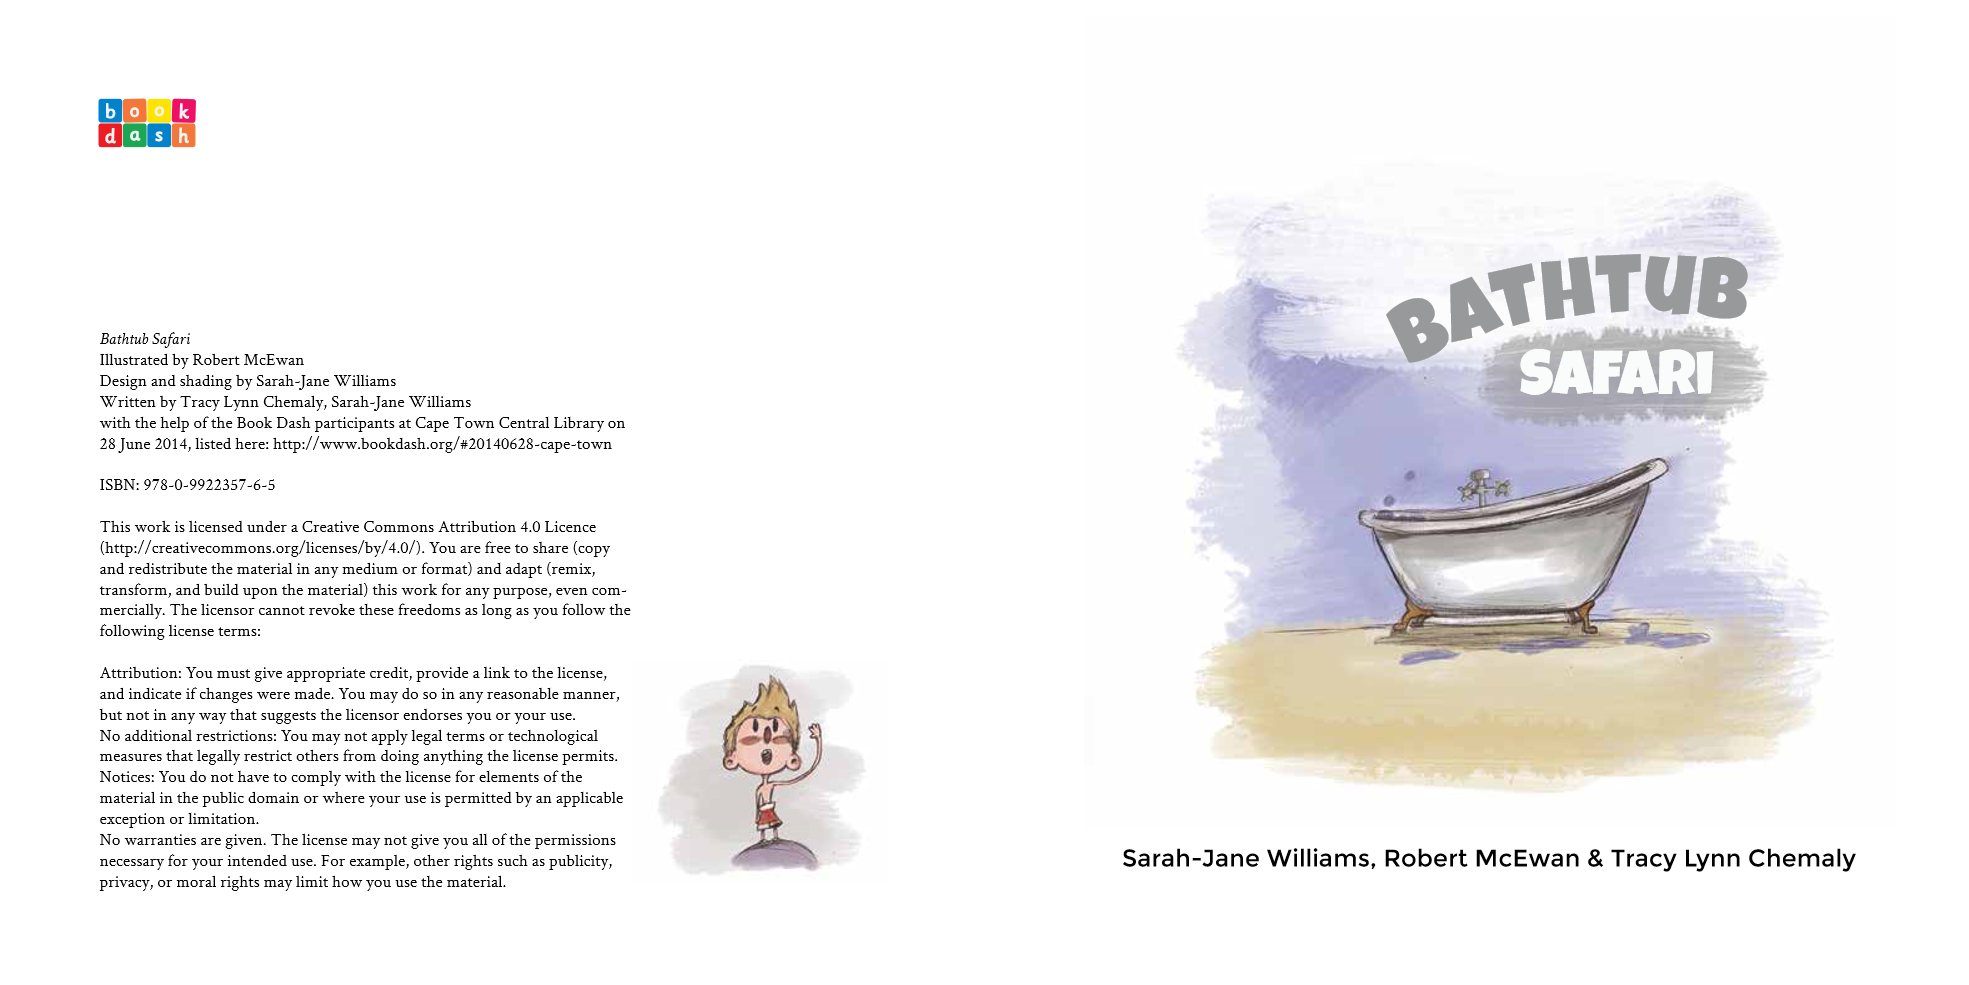 book
dash
Bathtub Safari
Illustrated by Robert McEwan
Design and shading by Sarah-Jane Williams
Written by Tracy Lynn Chemaly, Sarah-Jane Williams
with the help of the Book Dash participants at Cape Town Central Library on
28 June 2014, listed here: http://www.bookdash.org/#20140628-cape-town
ISBN: 978-0-9922357-6-5
This work is licensed under a Creative Commons Attribution 4.0 Licence
(http://creativecommons.org/licenses/by/4.0/). You are free to share (copy
and redistribute the material in any medium or format) and adapt (remix,
transform, and build upon the material) this work for any purpose, even com-
mercially. The licensor cannot revoke these freedoms as long as you follow the
following license terms:
Attribution: You must give appropriate credit, provide a link to the license,
and indicate if changes were made. You may do so in any reasonable manner,
but not in any way that suggests the licensor endorses you or your use.
No additional restrictions: You may not apply legal terms or technological
measures that legally restrict others from doing anything the license permits.
Notices: You do not have to comply with the license for elements of the
material in the public domain or where your use is permitted by an applicable
exception or limitation.
No warranties are given. The license may not give you all of the permissions
necessary for your intended use. For example, other rights such as publicity,
privacy, or moral rights may limit how you use the material.
BATHTUB
SAFARI
Sarah-Jane Williams, Robert McEwan & Tracy Lynn Chemaly